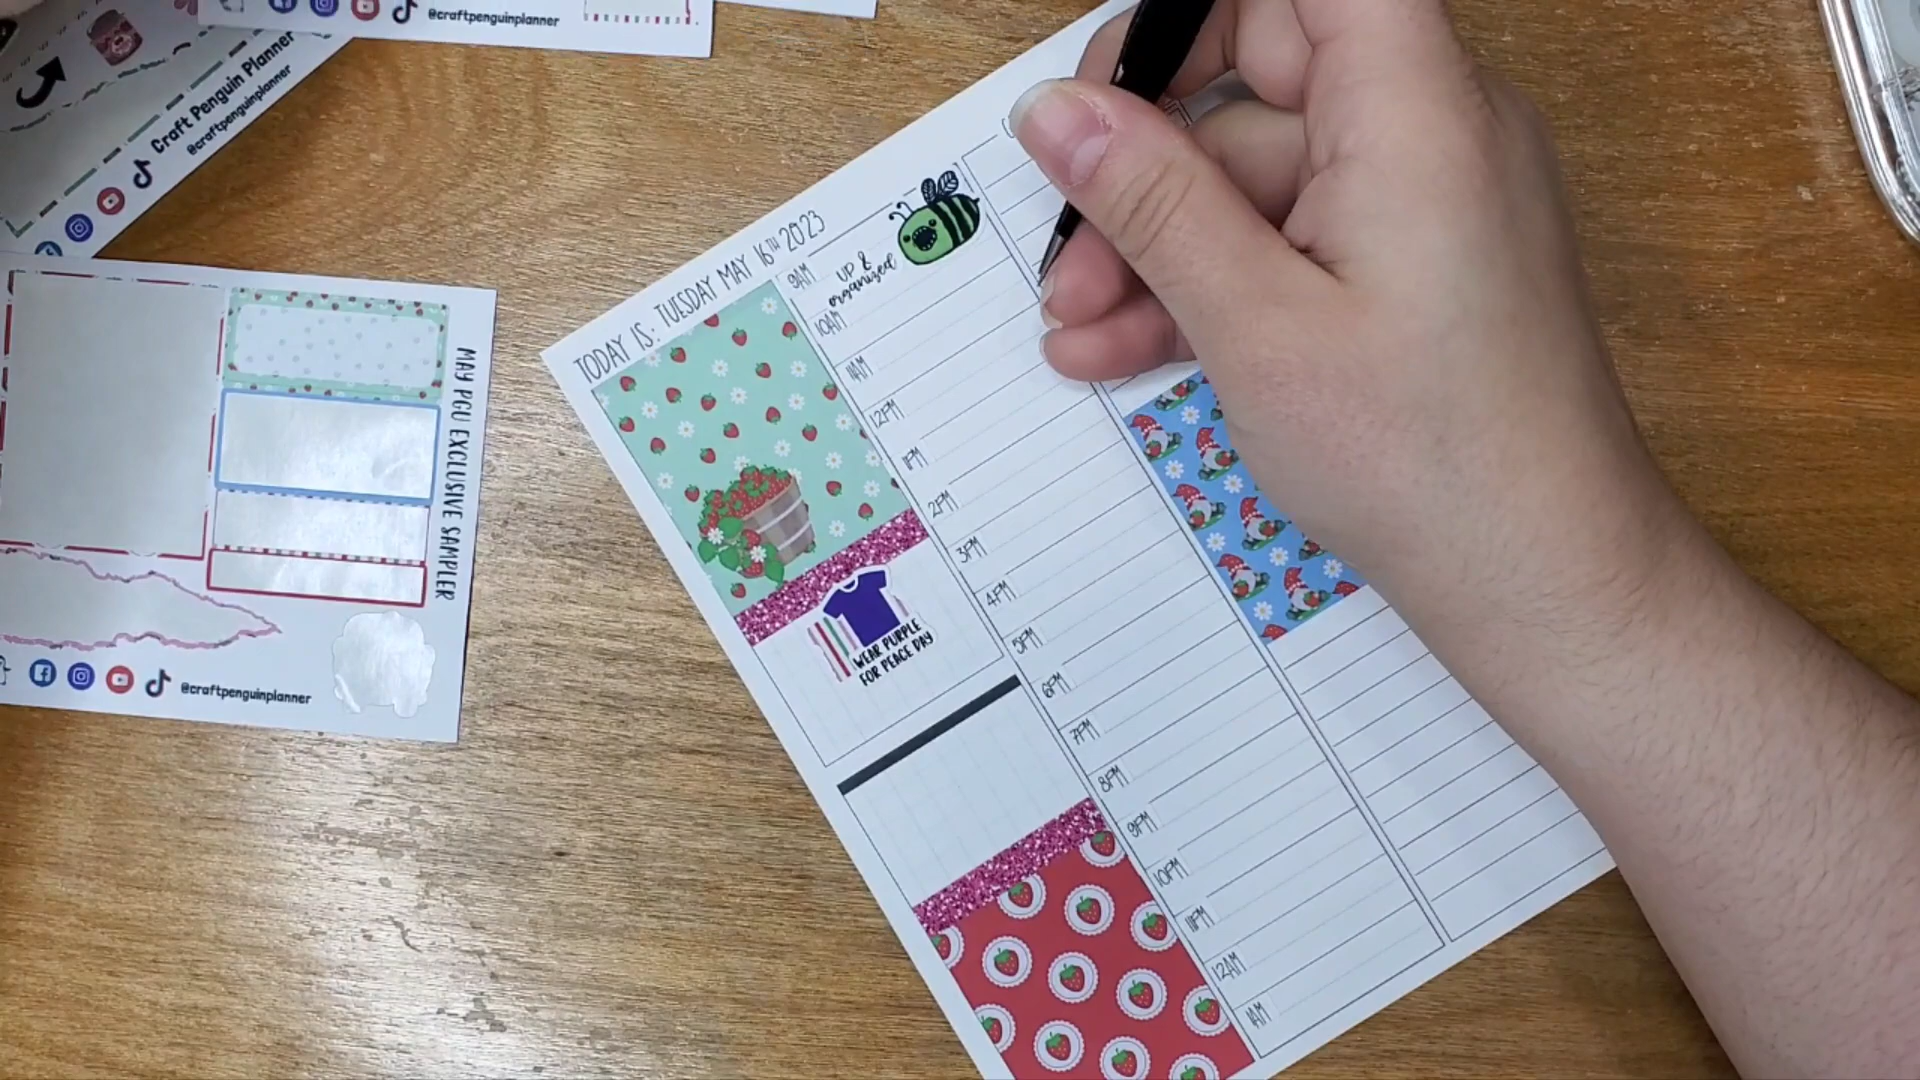 @craftpenguinplanner
Craft Penguin Planner
@craftpenguinplanner
MAY PGU EXCLUSIVE SAMPLER
@craftpenguinplanner
TODAY IS: TUESDAY MAY 16TH 2023
9AM
UP &
organized
10AM
11AM
12PM
1PM
2PM
3PM
4PM
5PM
6PM
7PM
8PM
9PM
10PM
11PM
12AM
1AM
WEAR PURPLE
FOR PEACE DAY